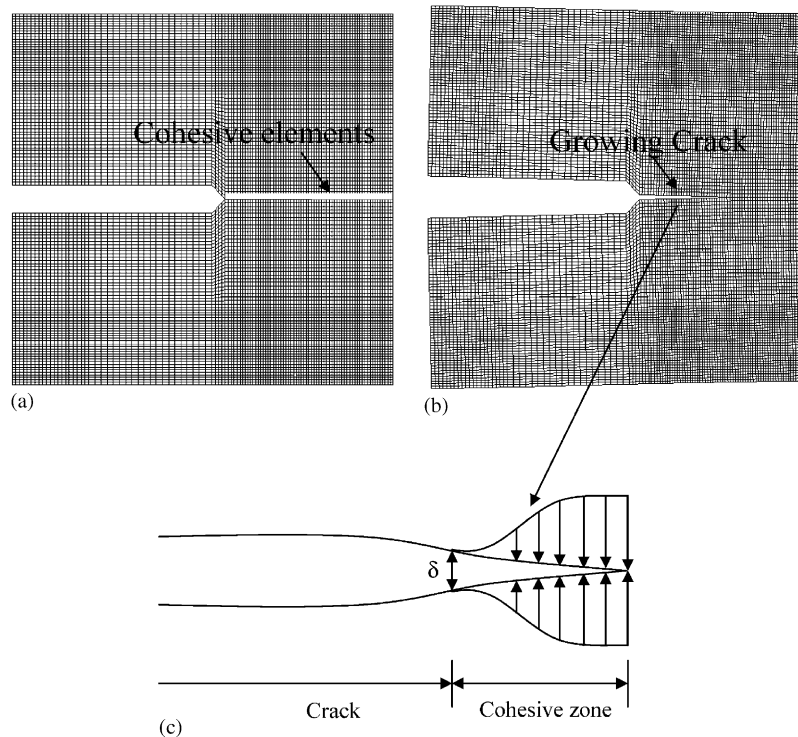 Cohesive elements
Growing Crack
(a)
(b)
δ
Crack
Cohesive zone
(c)